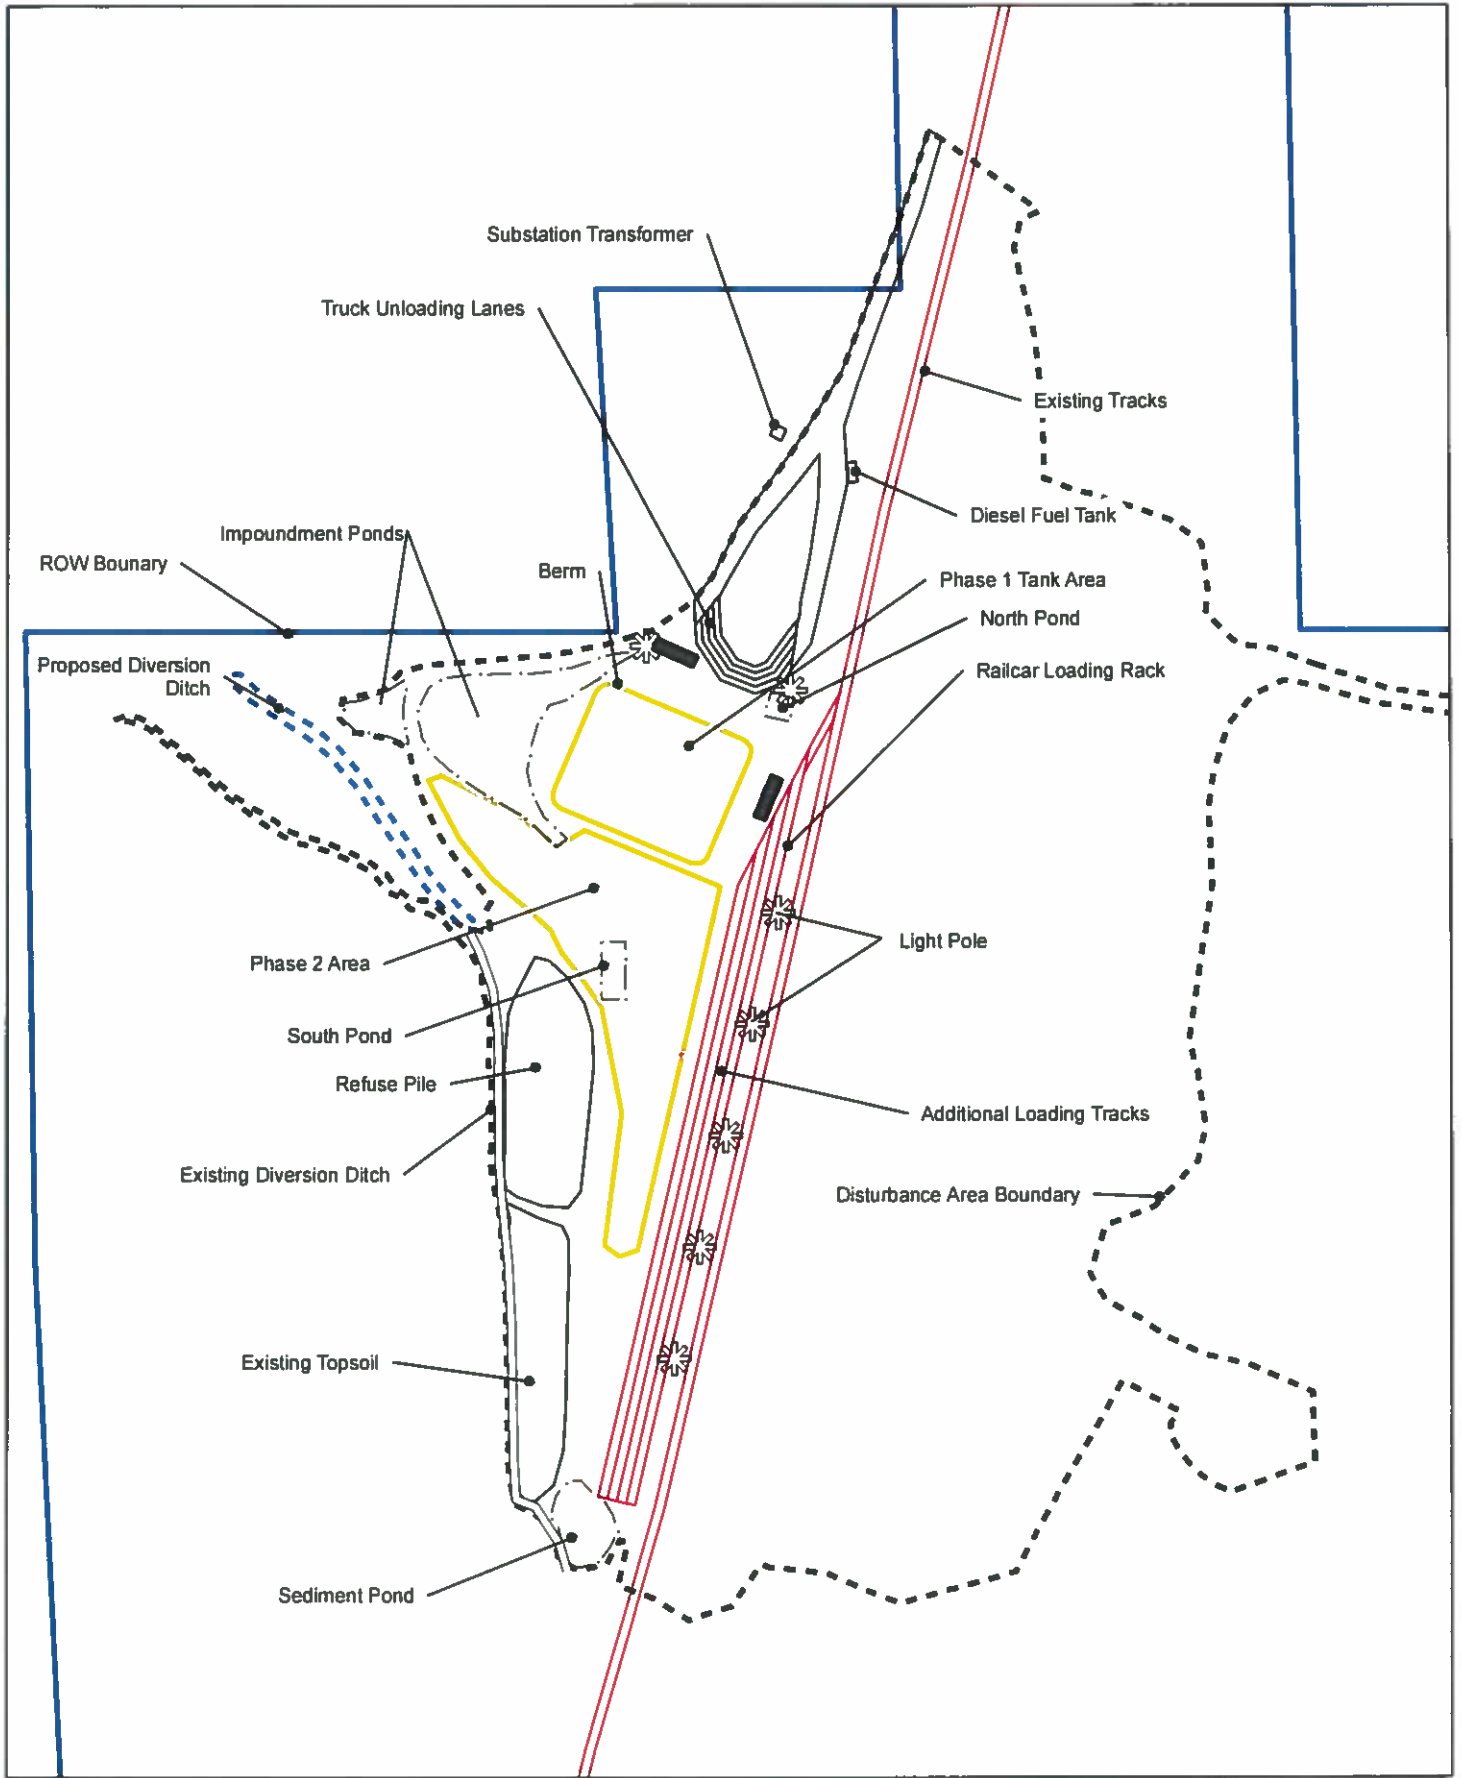 Substation Transformer
Truck Unloading Lanes
Existing Tracks
Diesel Fuel Tank
Impoundment Ponds
ROW Bounary
Berm
Phase 1 Tank Area
North Pond
Proposed Diversion
Ditch
Railcar Loading Rack
Light Pole
Phase 2 Area
South Pond
Refuse Pile
Additional Loading Tracks
Existing Diversion Ditch
Disturbance Area Boundary
Existing Topsoil
Sediment Pond